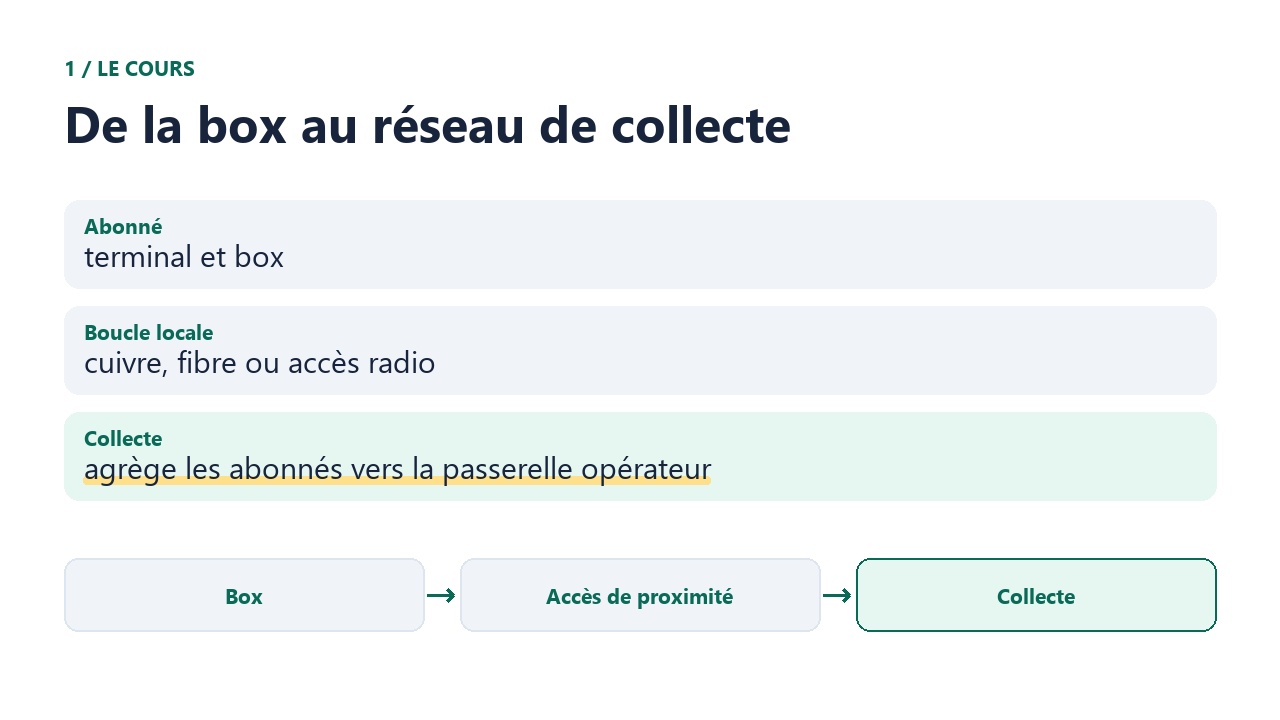 1 / LE COURS
De la box au réseau de collecte
Abonné
terminal et box
Boucle locale
cuivre, fibre ou accès radio
Collecte
agrège les abonnés vers la passerelle opérateur
Box
Accès de proximité
Collecte